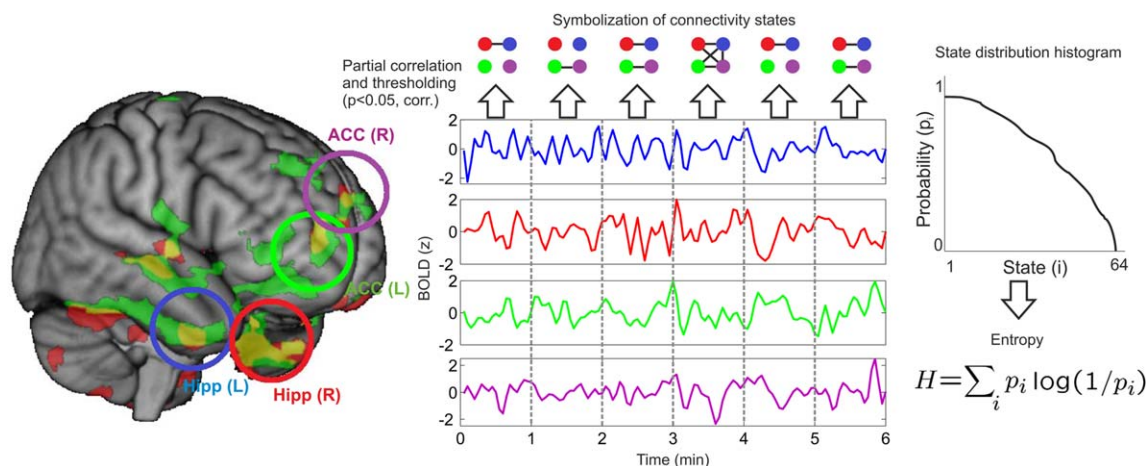 Symbolization of connectivity states
Partial correlation
and thresholding
(p<0.05, corr.)
State distribution histogram
ACC (R)
ACC (L)
Hipp (L)
Hipp (R)
BOLD (z)
2
0
-2
2
0
-2
2
0
-2
2
0
-2
0 1 2 3 4 5 6
Time (min)
Probability (pᵢ)
1
0
1 State (i) 64
Entropy
H=∑ᵢ pᵢ log(1/pᵢ)